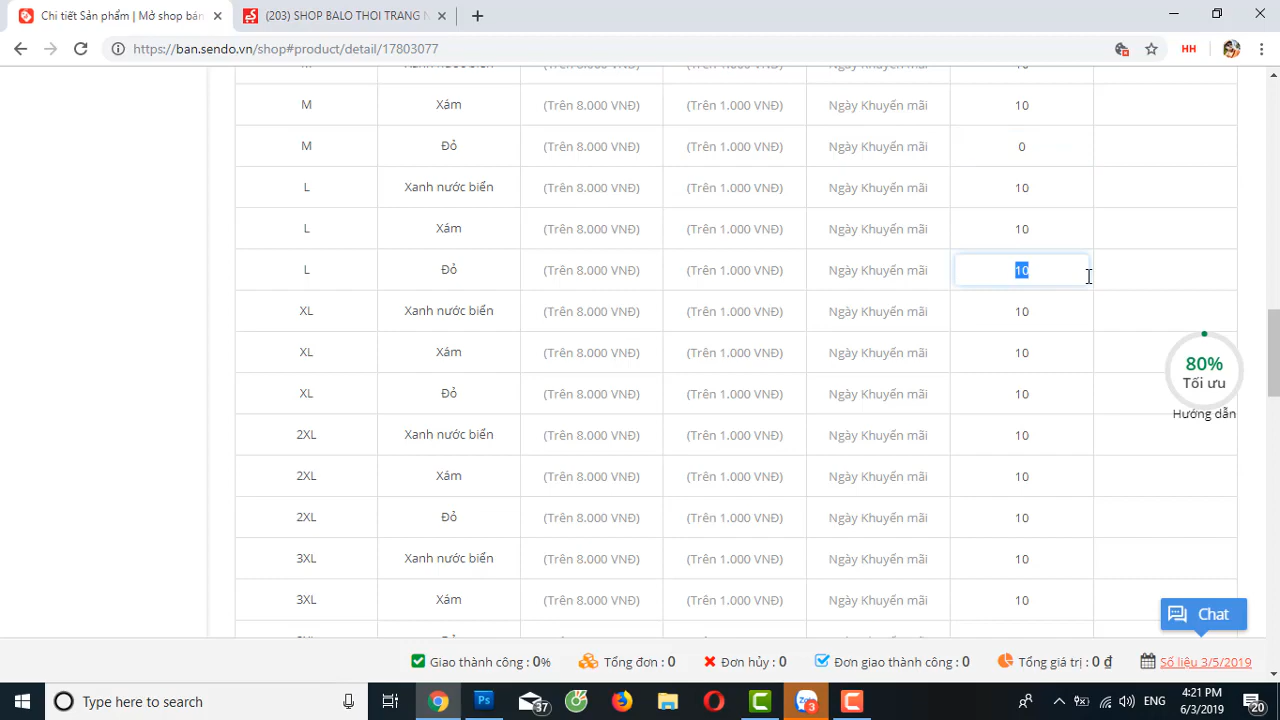 Chi tiết Sản phẩm | Mở shop bán
(203) SHOP BALO THOI TRANG
https://ban.sendo.vn/shop#product/detail/17803077
HH
M Xám (Trên 8.000 VNĐ) (Trên 1.000 VNĐ) Ngày Khuyến mãi 10
M Đỏ (Trên 8.000 VNĐ) (Trên 1.000 VNĐ) Ngày Khuyến mãi 0
L Xanh nước biển (Trên 8.000 VNĐ) (Trên 1.000 VNĐ) Ngày Khuyến mãi 10
L Xám (Trên 8.000 VNĐ) (Trên 1.000 VNĐ) Ngày Khuyến mãi 10
L Đỏ (Trên 8.000 VNĐ) (Trên 1.000 VNĐ) Ngày Khuyến mãi 10
XL Xanh nước biển (Trên 8.000 VNĐ) (Trên 1.000 VNĐ) Ngày Khuyến mãi 10
XL Xám (Trên 8.000 VNĐ) (Trên 1.000 VNĐ) Ngày Khuyến mãi 10
80%
Tối ưu
XL Đỏ (Trên 8.000 VNĐ) (Trên 1.000 VNĐ) Ngày Khuyến mãi 10
Hướng dẫn
2XL Xanh nước biển (Trên 8.000 VNĐ) (Trên 1.000 VNĐ) Ngày Khuyến mãi 10
2XL Xám (Trên 8.000 VNĐ) (Trên 1.000 VNĐ) Ngày Khuyến mãi 10
2XL Đỏ (Trên 8.000 VNĐ) (Trên 1.000 VNĐ) Ngày Khuyến mãi 10
3XL Xanh nước biển (Trên 8.000 VNĐ) (Trên 1.000 VNĐ) Ngày Khuyến mãi 10
3XL Xám (Trên 8.000 VNĐ) (Trên 1.000 VNĐ) Ngày Khuyến mãi 10
Chat
Giao thành công : 0% Tổng đơn : 0 Đơn hủy : 0 Đơn giao thành công : 0 Tổng giá trị : 0 đ Số liệu 3/5/2019
Type here to search 37 3 ENG 4:21 PM
6/3/2019 20